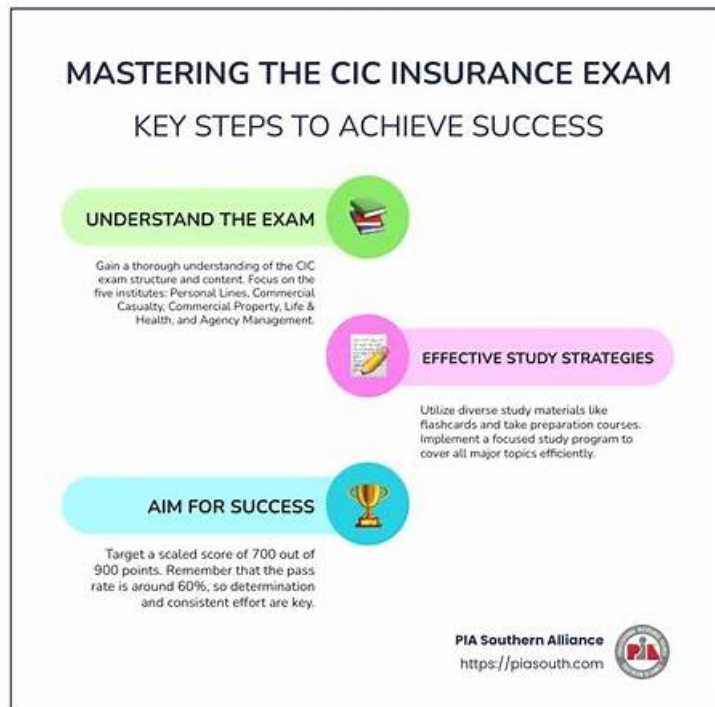 MASTERING THE CIC INSURANCE EXAM
KEY STEPS TO ACHIEVE SUCCESS
UNDERSTAND THE EXAM
Gain a thorough understanding of the CIC
exam structure and content. Focus on the
five institutes: Personal Lines, Commercial
Casualty, Commercial Property, Life &
Health, and Agency Management.
EFFECTIVE STUDY STRATEGIES
Utilize diverse study materials like
flashcards and take preparation courses.
Implement a focused study program to
cover all major topics efficiently.
AIM FOR SUCCESS
Target a scaled score of 700 out of
900 points. Remember that the pass
rate is around 60%, so determination
and consistent effort are key.
PIA Southern Alliance
https://piasouth.com
PIA